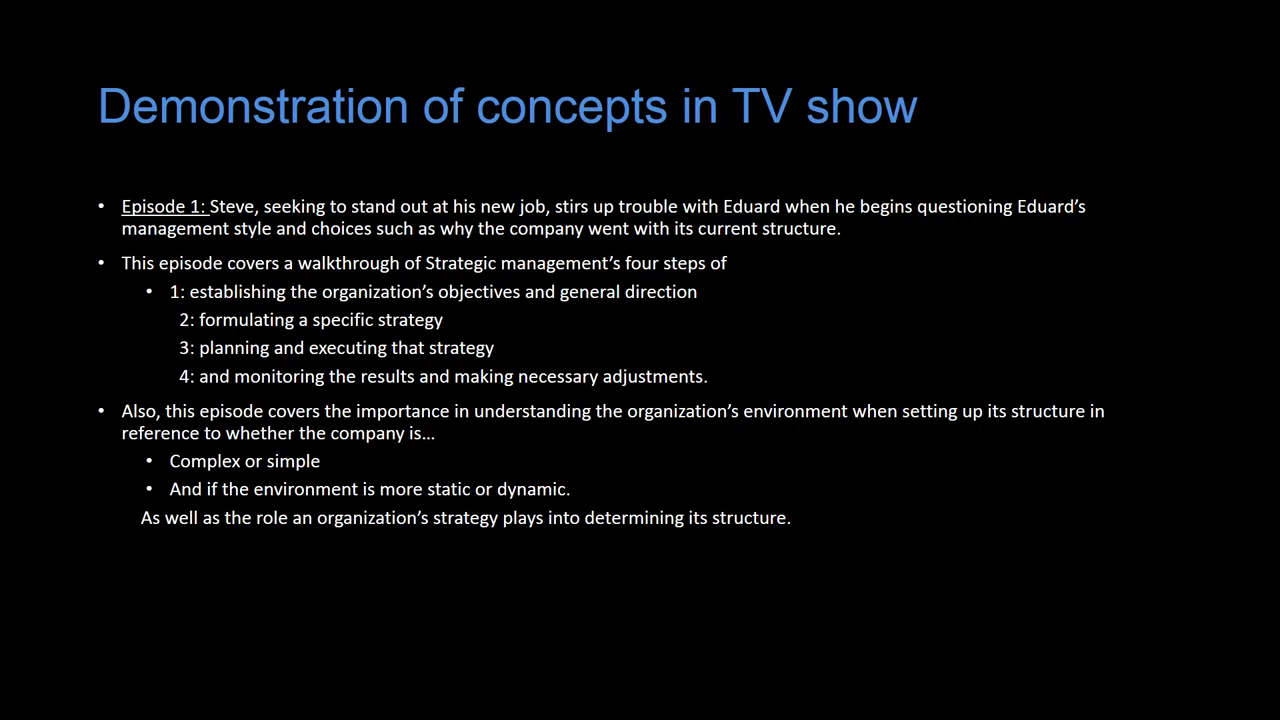 Demonstration of concepts in TV show
• Episode 1: Steve, seeking to stand out at his new job, stirs up trouble with Eduard when he begins questioning Eduard’s
management style and choices such as why the company went with its current structure.
• This episode covers a walkthrough of Strategic management’s four steps of
• 1: establishing the organization’s objectives and general direction
2: formulating a specific strategy
3: planning and executing that strategy
4: and monitoring the results and making necessary adjustments.
• Also, this episode covers the importance in understanding the organization’s environment when setting up its structure in
reference to whether the company is…
• Complex or simple
• And if the environment is more static or dynamic.
As well as the role an organization’s strategy plays into determining its structure.